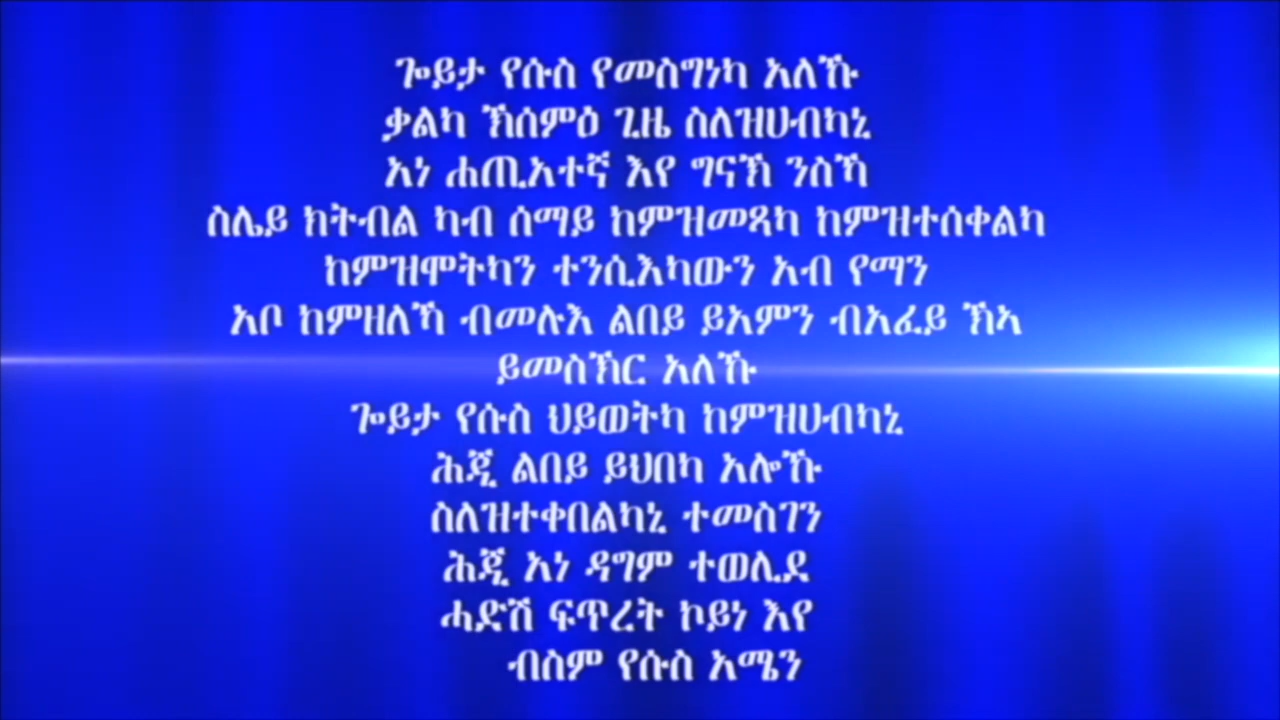 ጐይታ የሱስ የመስግነካ አለኹ
ቃልካ ኽሰምዕ ጊዜ ስለዝሀብካኒ
አነ ሐጢአተኛ እየ ግናኽ ንስኻ
ስሌይ ክትብል ካብ ሰማይ ከምዝመጻካ ከምዝተሰቀልካ
ከምዝሞትካን ተንሲእካውን አብ የማን
አቦ ከምዘለኻ ብመሉእ ልበይ ይአምን ብአፈይ ኽኣ
ይመስኽር አለኹ
ጐይታ የሱስ ህይወትካ ከምዝሀብካኒ
ሕጂ ልበይ ይህበካ አሎኹ
ስለዝተቀበልካኒ ተመስገን
ሕጂ አነ ዳግም ተወሊደ
ሓድሽ ፍጥረት ኮይነ እየ
ብስም የሱስ አሜን